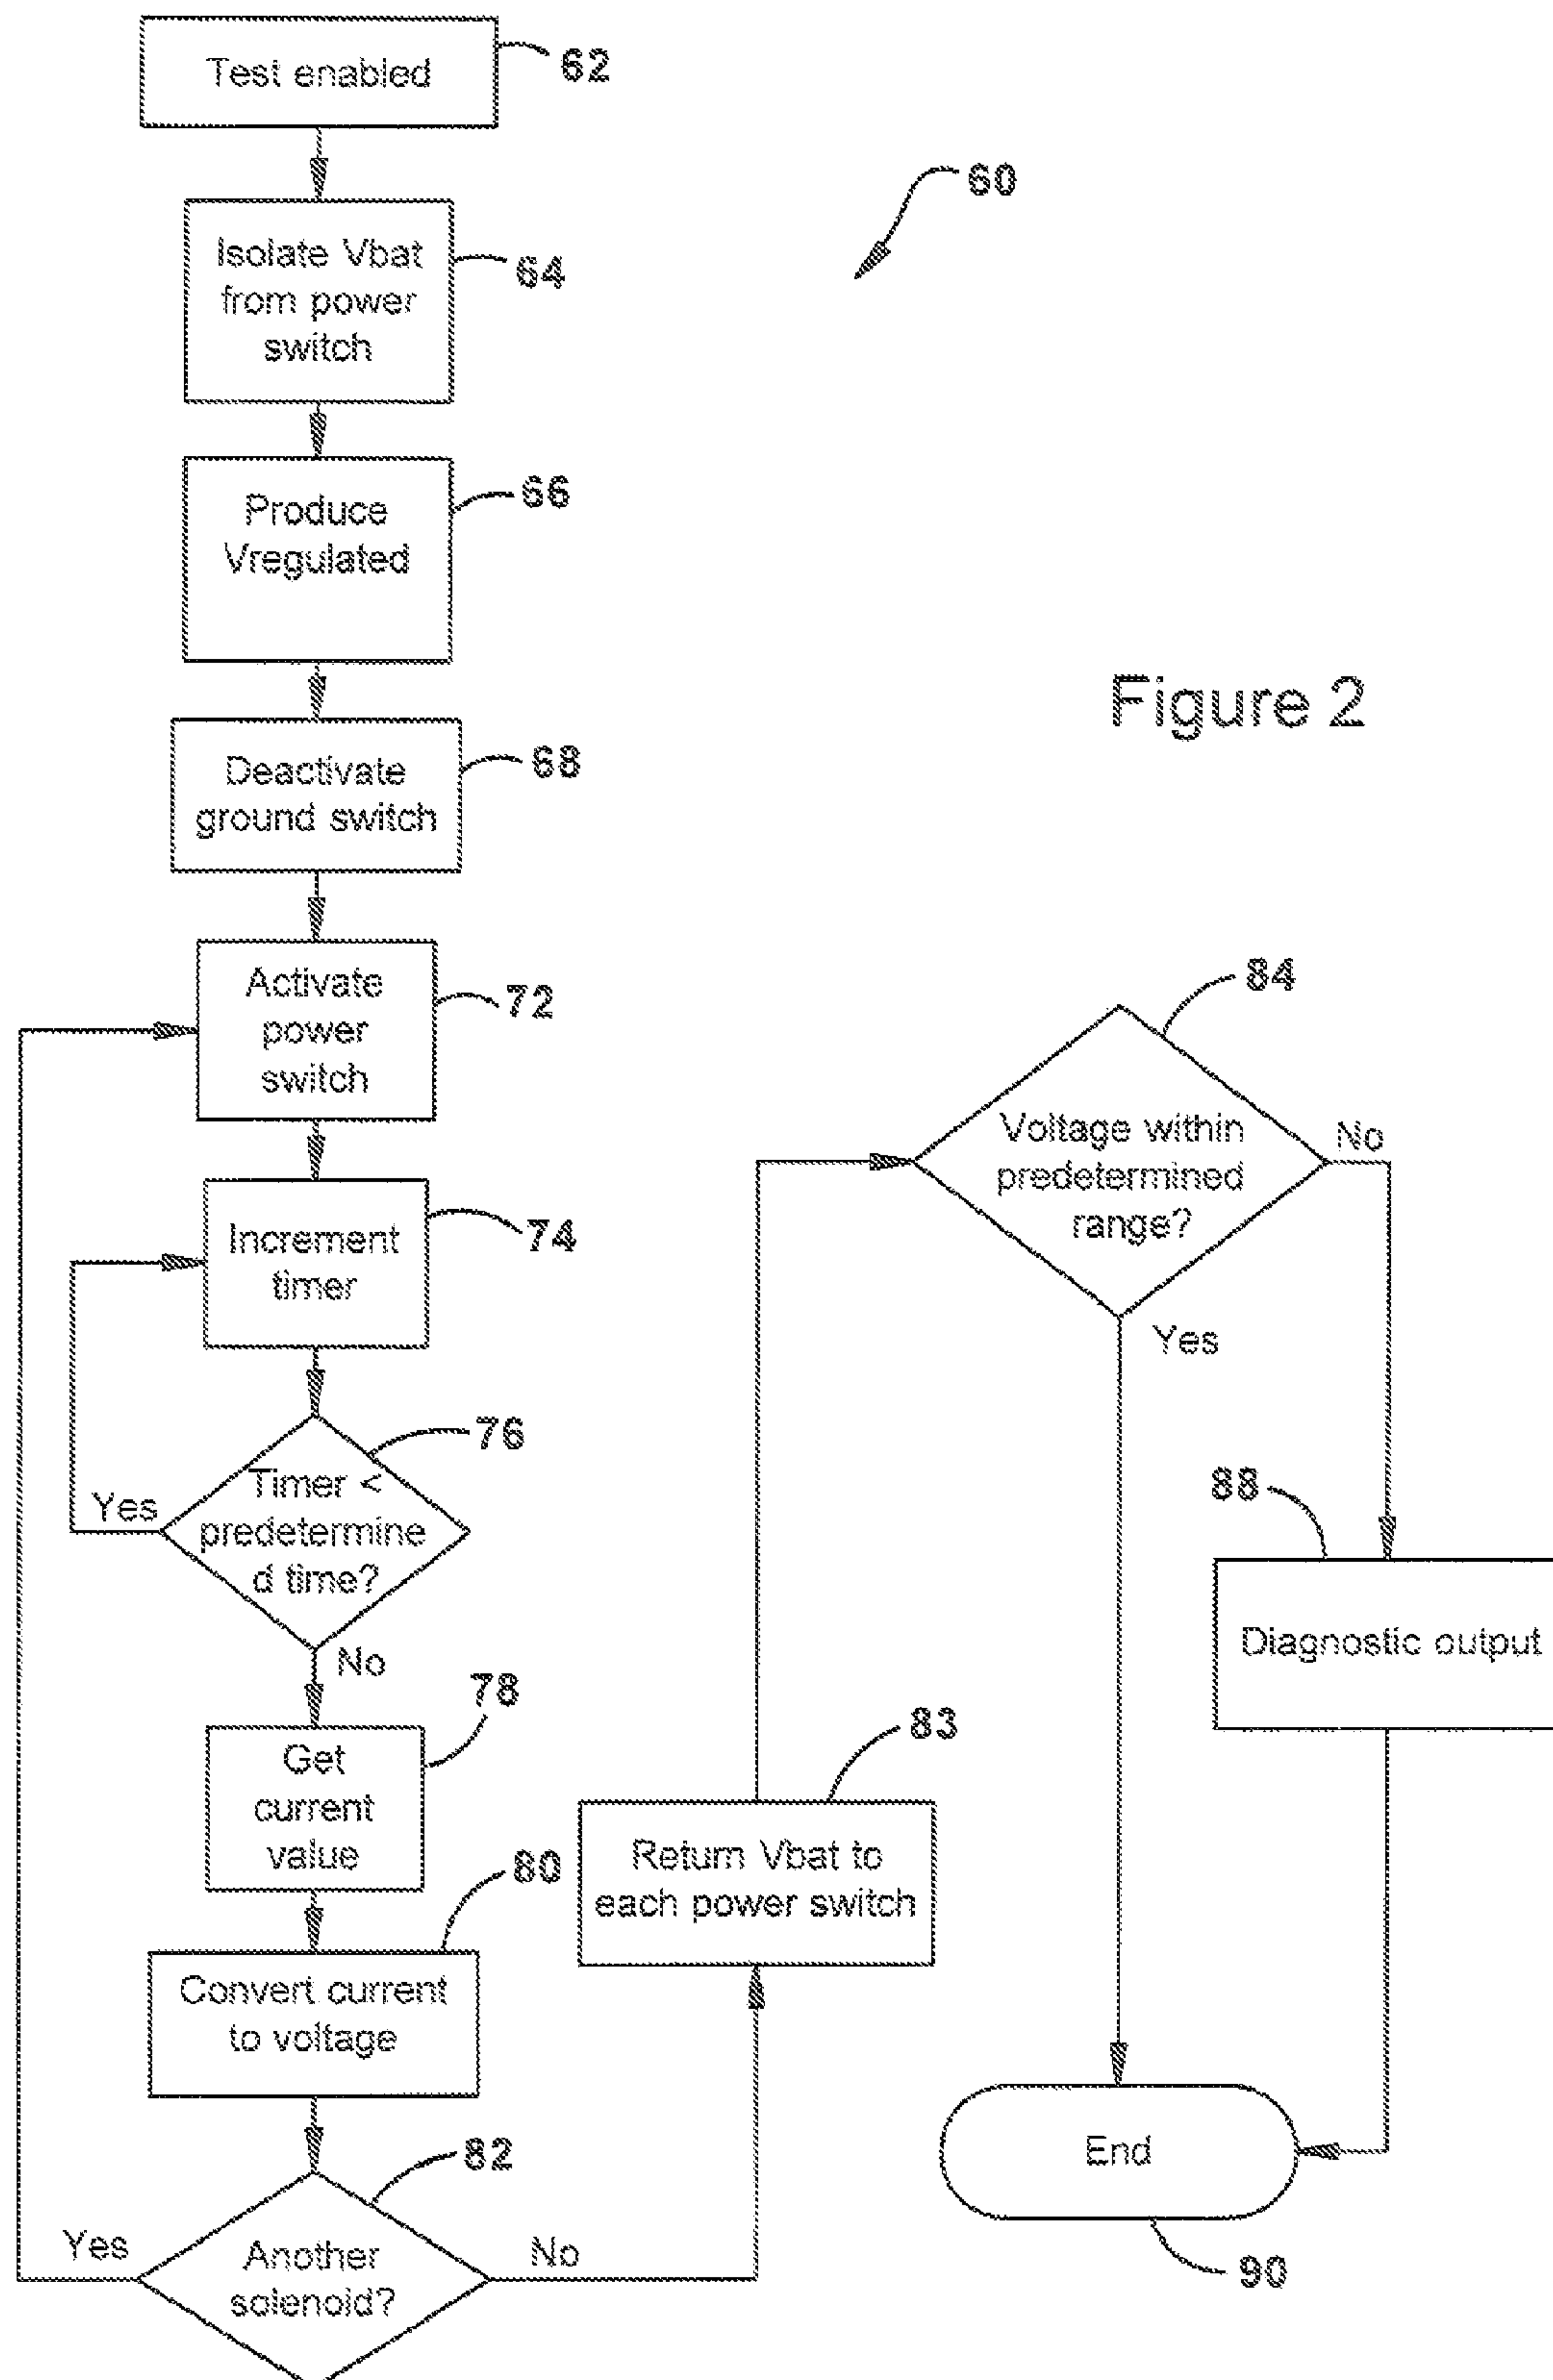 Test enabled
62
60
Isolate Vbat
from power
switch
64
Produce
Vregulated
66
Figure 2
Deactivate
ground switch
68
Activate
power
switch
72
Increment
timer
74
Timer <
predetermine
d time?
76
Yes
No
Get
current
value
78
Convert current
to voltage
80
Another
solenoid?
82
Yes
No
Return Vbat to
each power switch
83
Voltage within
predetermined
range?
84
No
Yes
88
Diagnostic output
End
90